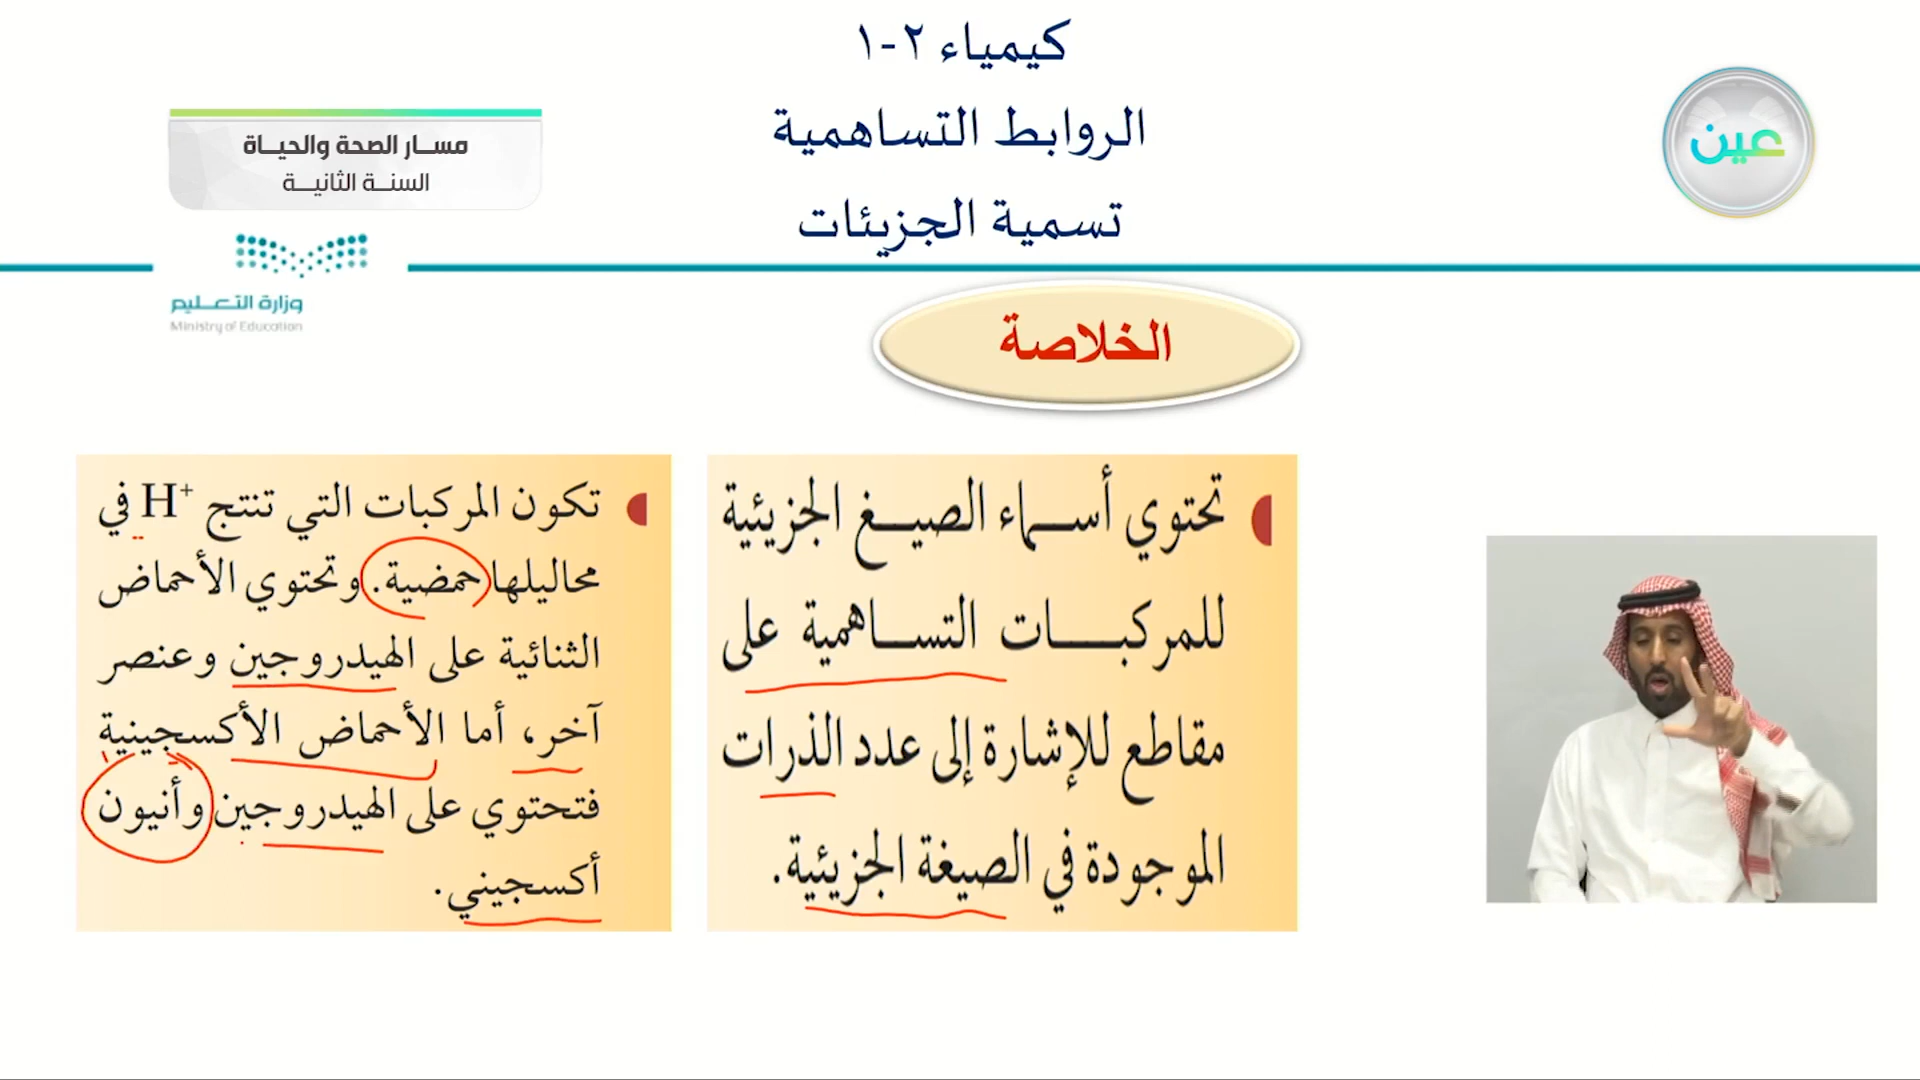 كيمياء ٢-١
الروابط التساهمية
تسمية الجزيئات
عين
مسار الصحة والحياة
السنة الثانية
وزارة التعليم
Ministry of Education
الخلاصة
تحتوي أسماء الصيغ الجزيئية
للمركبات التساهمية على
مقاطع للإشارة إلى عدد الذرات
الموجودة في الصيغة الجزيئية.
تكون المركبات التي تنتج H⁺ في
محاليلها حمضية. وتحتوي الأحماض
الثنائية على الهيدروجين وعنصر
آخر، أما الأحماض الأكسجينية
فتحتوي على الهيدروجين وأنيون
أكسجيني.